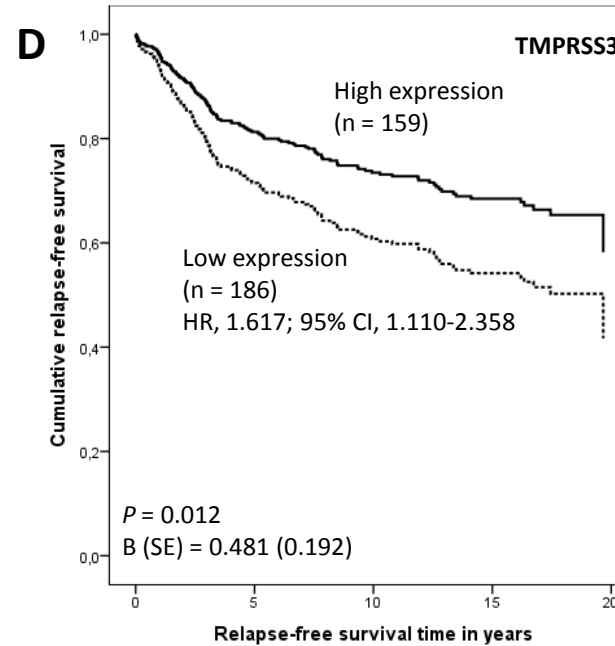 D
TMPRSS3
High expression
(n = 159)
Low expression
(n = 186)
HR, 1.617; 95% CI, 1.110-2.358
P = 0.012
B (SE) = 0.481 (0.192)
Cumulative relapse-free survival
1,0
0,8
0,6
0,4
0,2
0,0
0 5 10 15 20
Relapse-free survival time in years